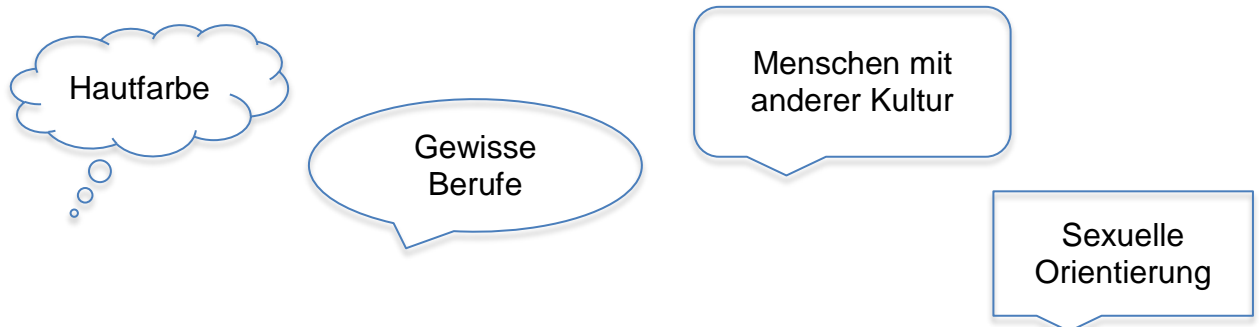 Hautfarbe
Gewisse
Berufe
Menschen mit
anderer Kultur
Sexuelle
Orientierung